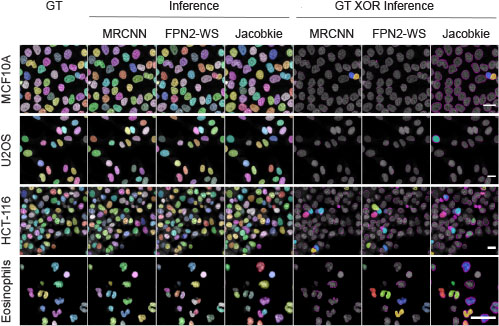 GT Inference GT XOR Inference
MRCNN FPN2-WS Jacobkie MRCNN FPN2-WS Jacobkie
MCF10A
U2OS
HCT-116
Eosinophils